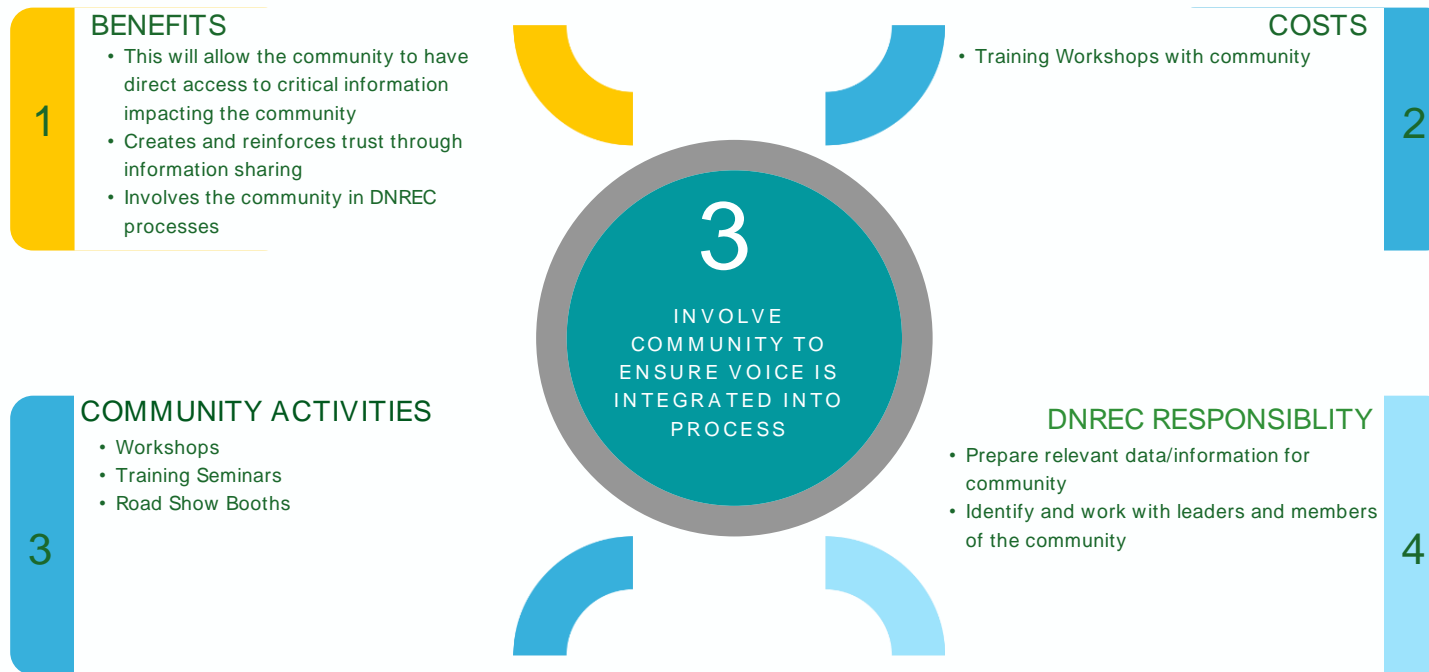 1
BENEFITS
• This will allow the community to have
direct access to critical information
impacting the community
• Creates and reinforces trust through
information sharing
• Involves the community in DNREC
processes
COSTS
• Training Workshops with community
2
3
INVOLVE
COMMUNITY TO
ENSURE VOICE IS
INTEGRATED INTO
PROCESS
3
COMMUNITY ACTIVITIES
• Workshops
• Training Seminars
• Road Show Booths
DNREC RESPONSIBLITY
• Prepare relevant data/information for
community
• Identify and work with leaders and members
of the community
4